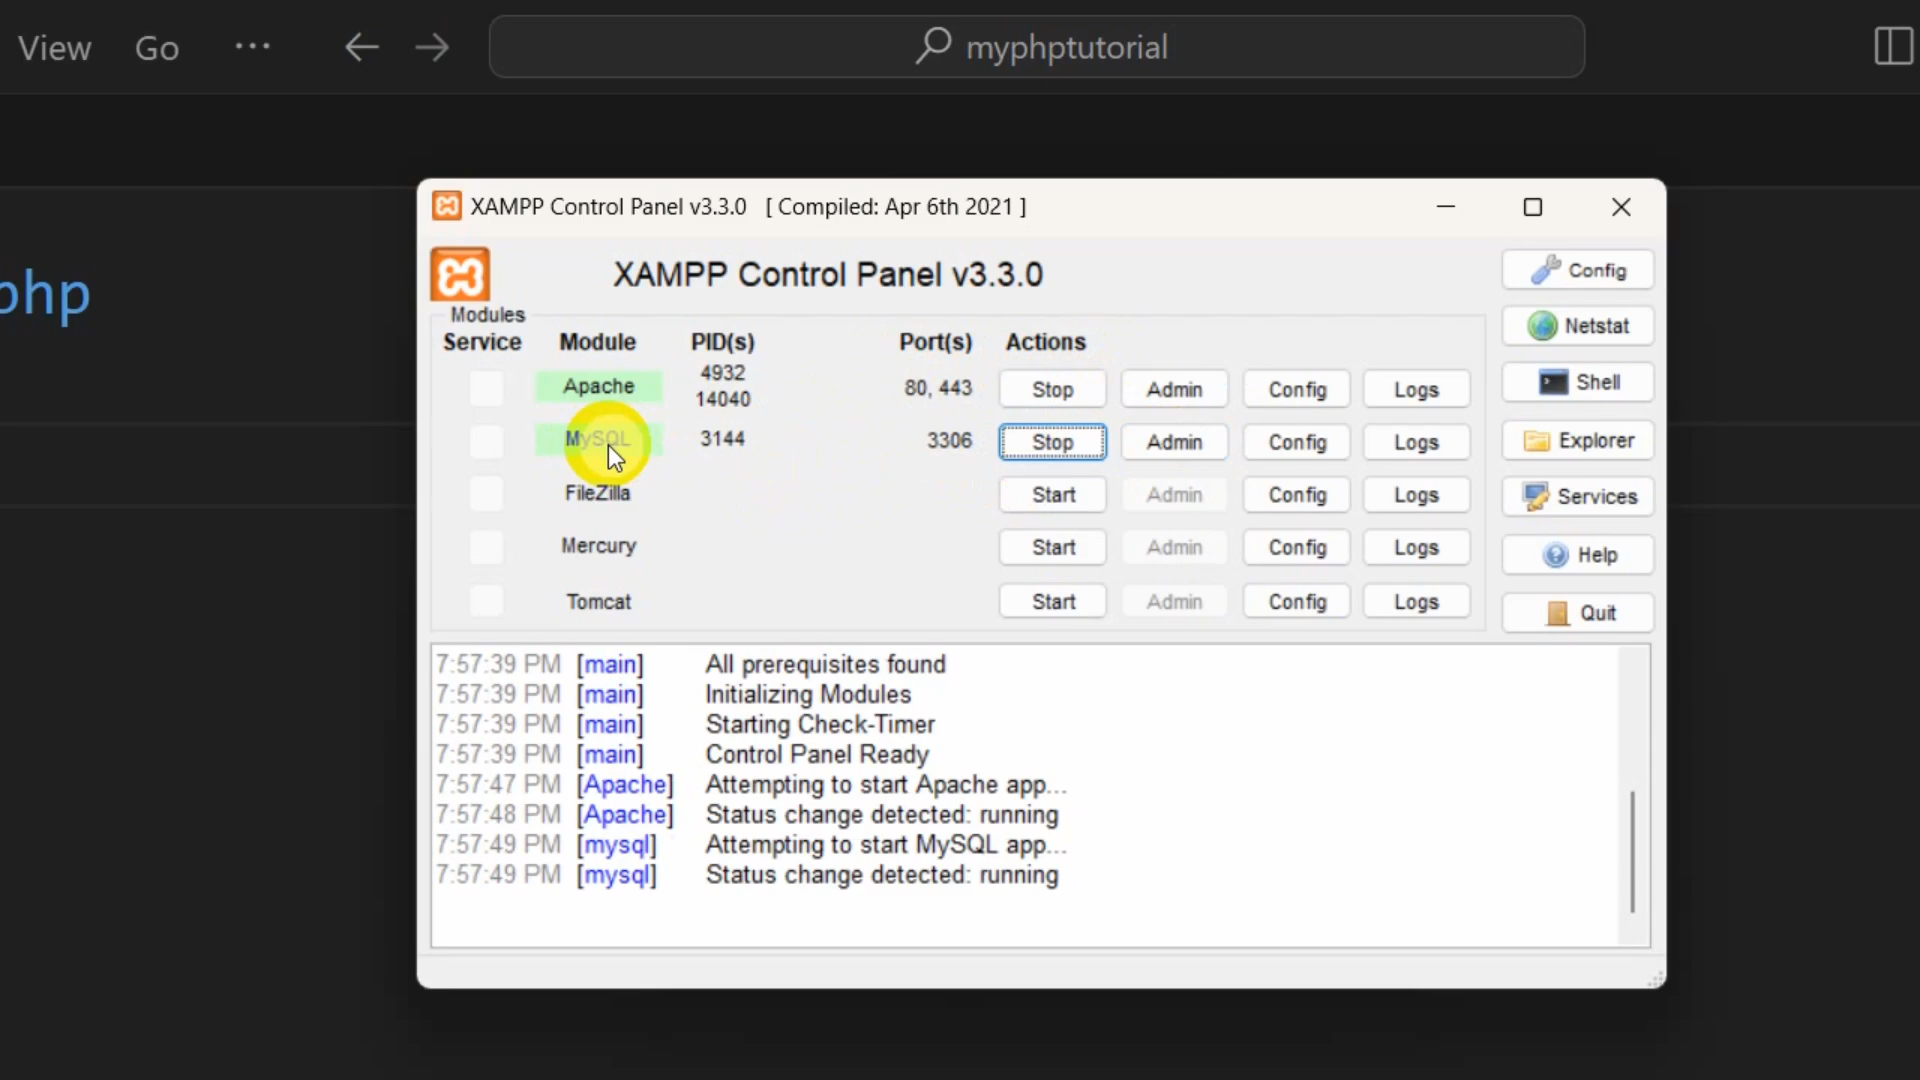 View Go ... myphptutorial
php
XAMPP Control Panel v3.3.0 [ Compiled: Apr 6th 2021 ]
XAMPP Control Panel v3.3.0
Config
Modules
Service Module PID(s) Port(s) Actions
Netstat
Apache 4932 14040 80, 443 Stop Admin Config Logs
Shell
MySQL 3144 3306 Stop Admin Config Logs
Explorer
FileZilla Start Admin Config Logs
Services
Mercury Start Admin Config Logs
Help
Tomcat Start Admin Config Logs
Quit
7:57:39 PM [main] All prerequisites found
7:57:39 PM [main] Initializing Modules
7:57:39 PM [main] Starting Check-Timer
7:57:39 PM [main] Control Panel Ready
7:57:47 PM [Apache] Attempting to start Apache app...
7:57:48 PM [Apache] Status change detected: running
7:57:49 PM [mysql] Attempting to start MySQL app...
7:57:49 PM [mysql] Status change detected: running